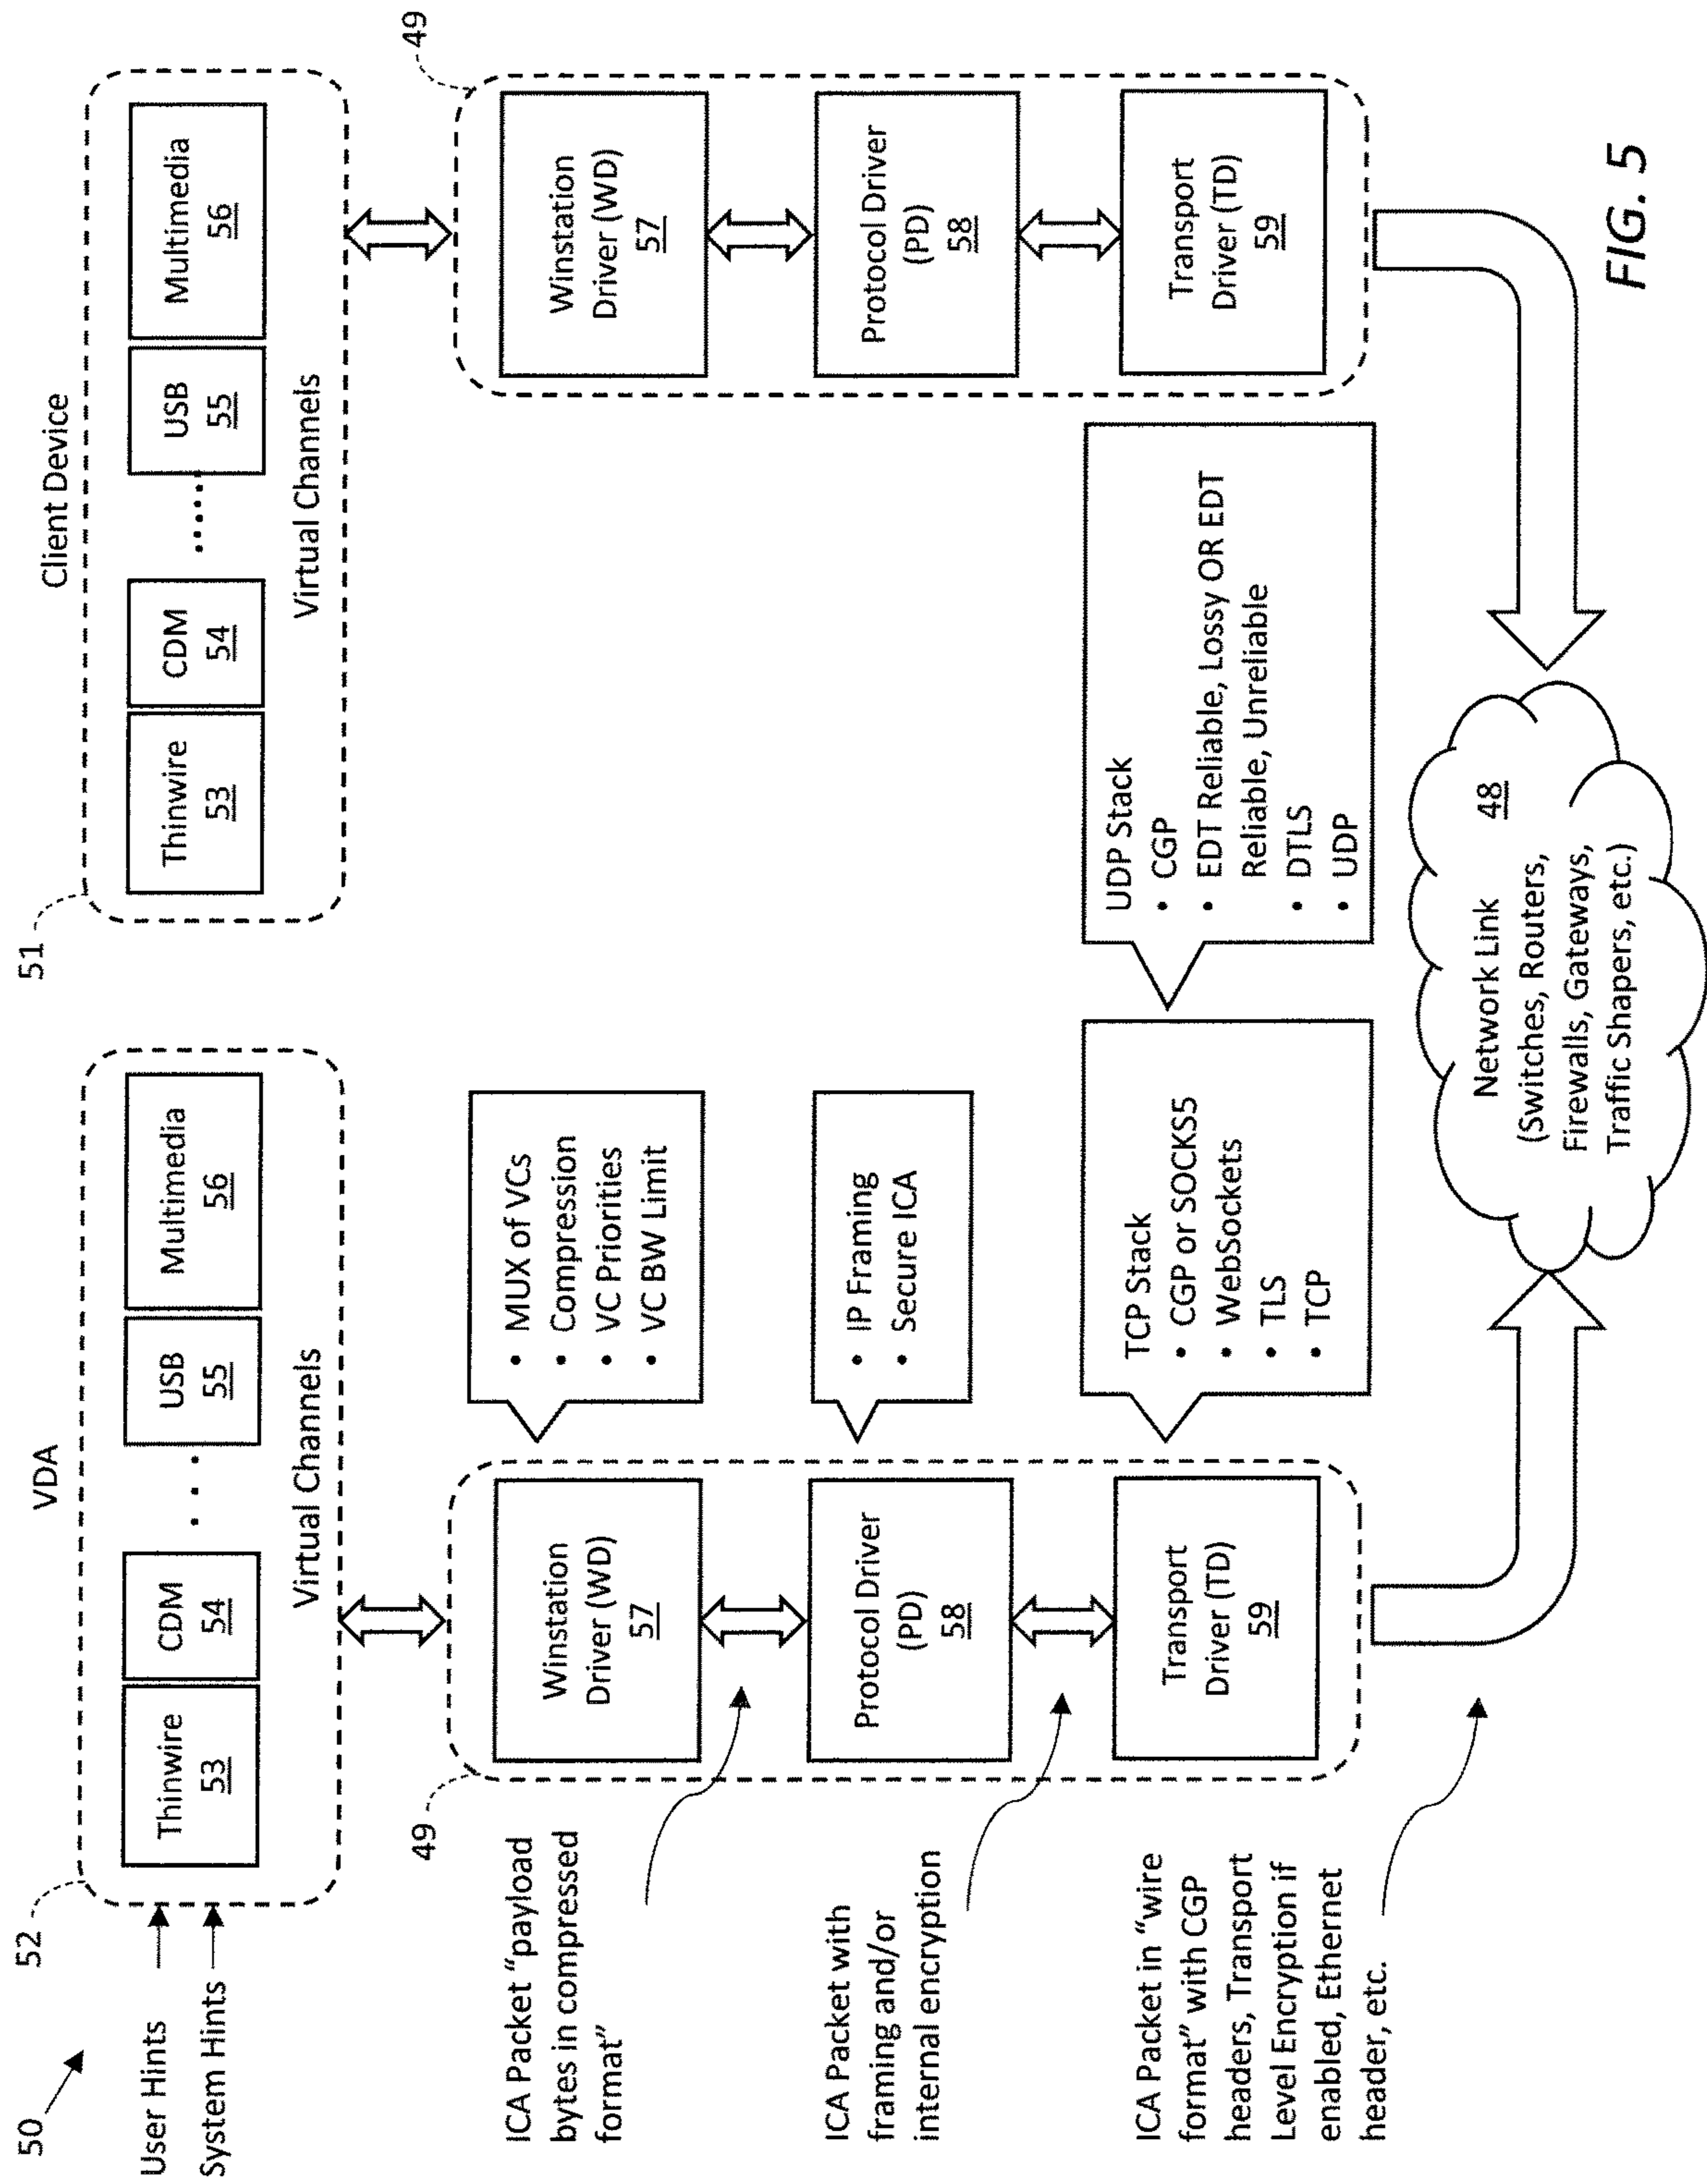 50
User Hints
System Hints
52
VDA
Thinwire
53
CDM
54
. . .
USB
55
Multimedia
56
Virtual Channels
51
Client Device
Thinwire
53
CDM
54
.....
USB
55
Multimedia
56
Virtual Channels
49
Winstation
Driver (WD)
57
Protocol Driver
(PD)
58
Transport
Driver (TD)
59
ICA Packet “payload
bytes in compressed
format”
ICA Packet with
framing and/or
internal encryption
ICA Packet in “wire
format” with CGP
headers, Transport
Level Encryption if
enabled, Ethernet
header, etc.
• MUX of VCs
• Compression
• VC Priorities
• VC BW Limit
• IP Framing
• Secure ICA
TCP Stack
• CGP or SOCKS5
• WebSockets
• TLS
• TCP
UDP Stack
• CGP
• EDT Reliable, Lossy OR EDT
Reliable, Unreliable
• DTLS
• UDP
49
Winstation
Driver (WD)
57
Protocol Driver
(PD)
58
Transport
Driver (TD)
59
Network Link
48
(Switches, Routers,
Firewalls, Gateways,
Traffic Shapers, etc.)
FIG. 5